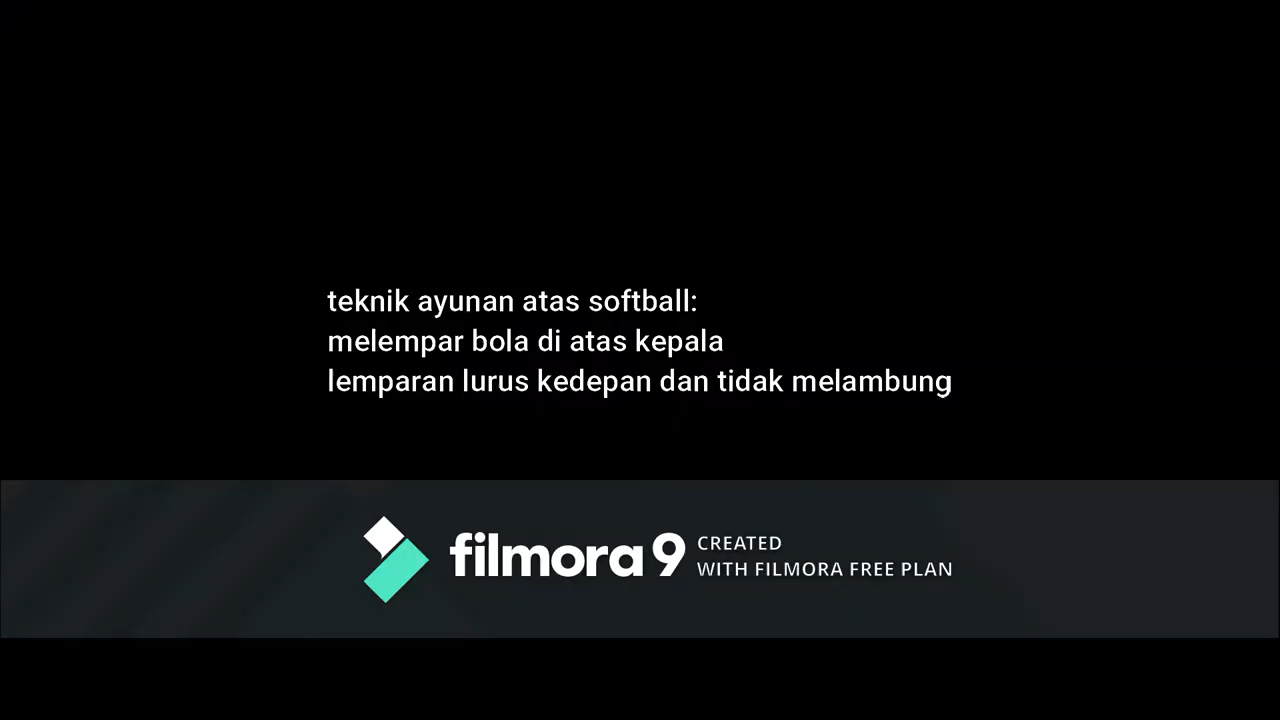 teknik ayunan atas softball:
melempar bola di atas kepala
lemparan lurus kedepan dan tidak melambung
filmora 9 CREATED
WITH FILMORA FREE PLAN